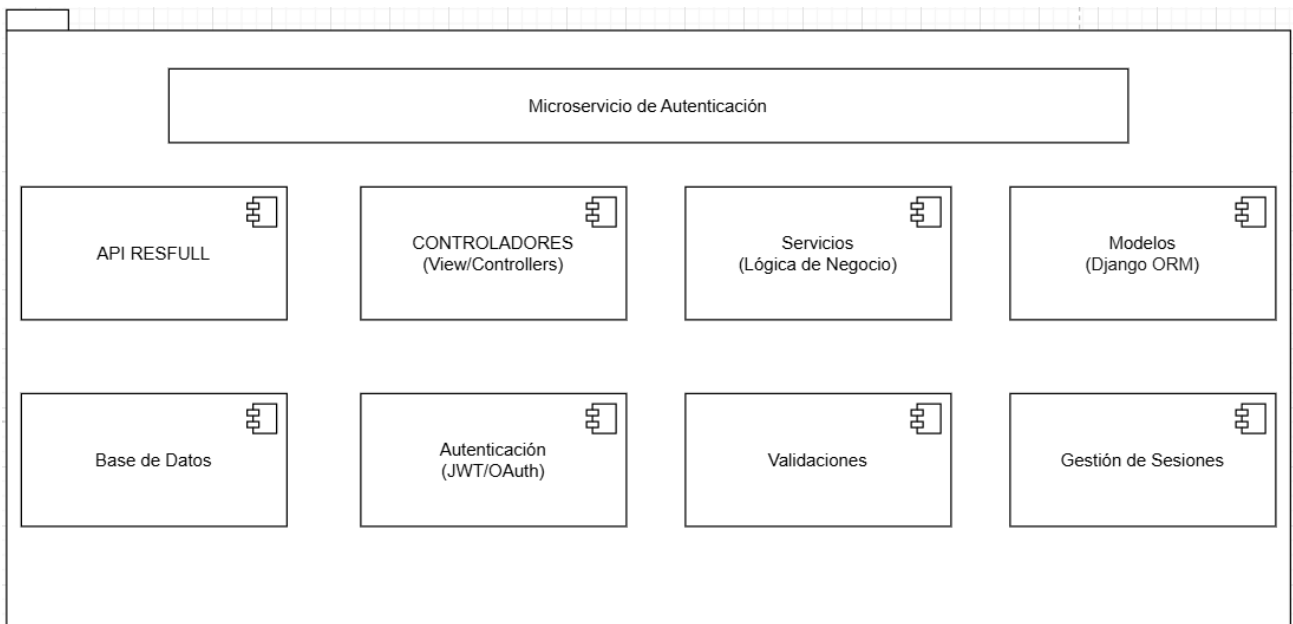 Microservicio de Autenticación
API RESFULL
CONTROLADORES
(View/Controllers)
Servicios
(Lógica de Negocio)
Modelos
(Django ORM)
Base de Datos
Autenticación
(JWT/OAuth)
Validaciones
Gestión de Sesiones